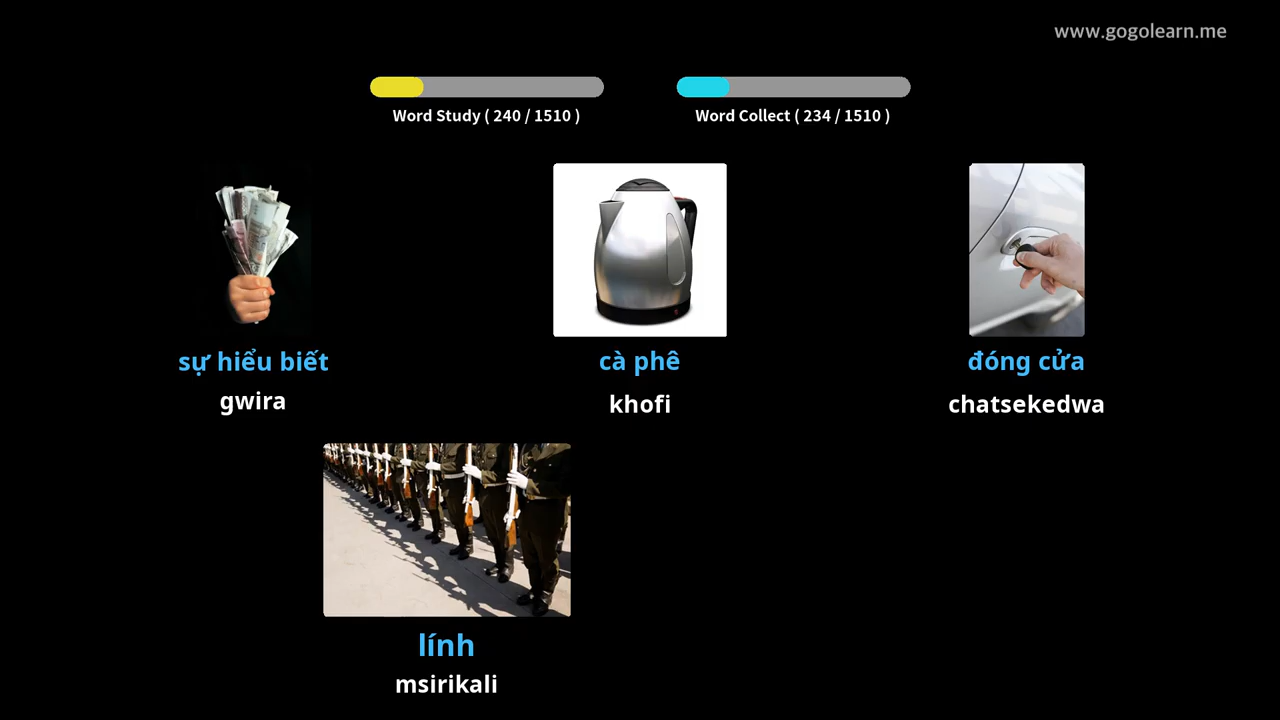 www.gogolearn.me
Word Study ( 240 / 1510 )
Word Collect ( 234 / 1510 )
sự hiểu biết
gwira
cà phê
khofi
đóng cửa
chatsekedwa
lính
msirikali